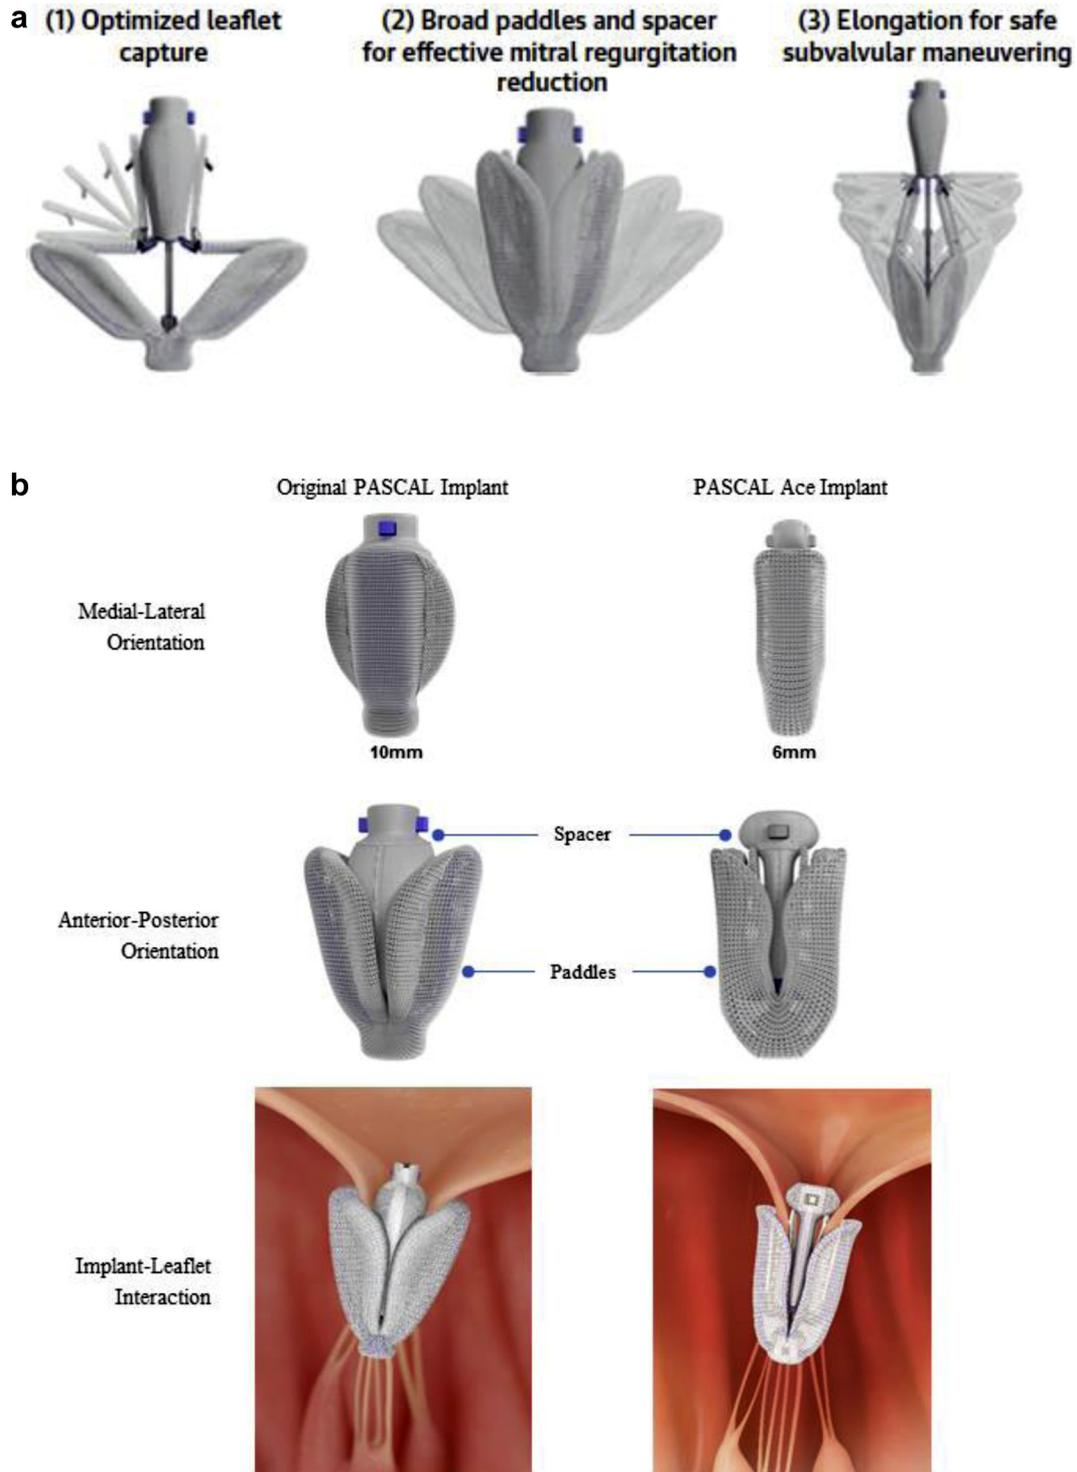 a
(1) Optimized leaflet
capture
(2) Broad paddles and spacer
for effective mitral regurgitation
reduction
(3) Elongation for safe
subvalvular maneuvering
b
Original PASCAL Implant
PASCAL Ace Implant
Medial-Lateral
Orientation
10mm
6mm
Spacer
Anterior-Posterior
Orientation
Paddles
Implant-Leaflet
Interaction